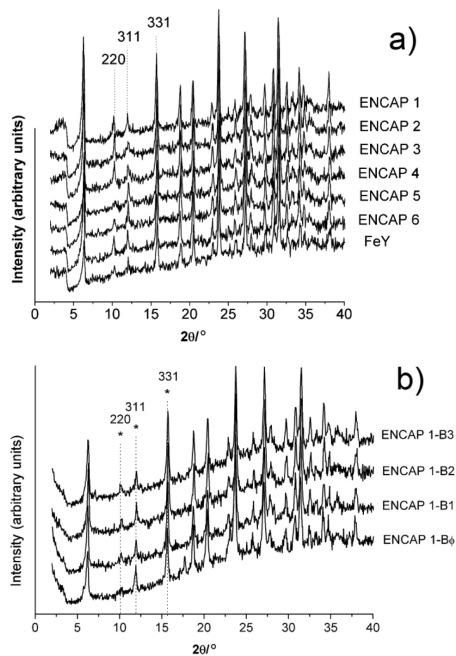 a)
331
311
220
ENCAP 1
ENCAP 2
ENCAP 3
ENCAP 4
ENCAP 5
ENCAP 6
FeY
Intensity (arbitrary units)
0 5 10 15 20 25 30 35 40
2θ/°
b)
331
311
220
* * *
ENCAP 1-B3
ENCAP 1-B2
ENCAP 1-B1
ENCAP 1-Bϕ
Intensity (arbitrary units)
0 5 10 15 20 25 30 35 40
2θ/°